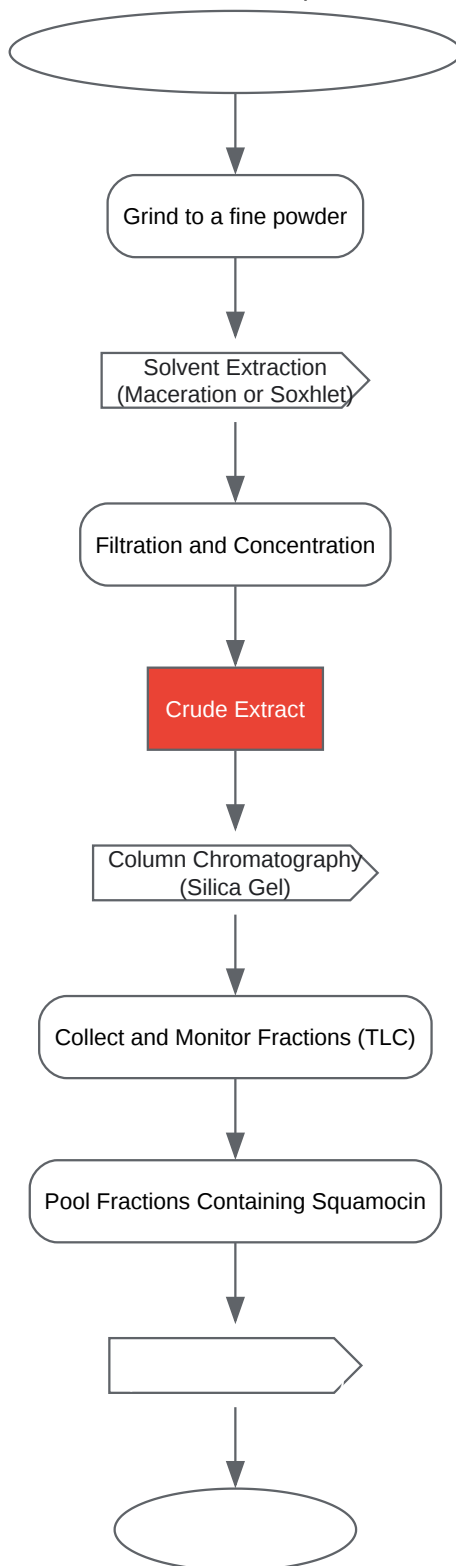 Grind to a fine powder
Solvent Extraction
(Maceration or Soxhlet)
Filtration and Concentration
Crude Extract
Column Chromatography
(Silica Gel)
Collect and Monitor Fractions (TLC)
Pool Fractions Containing Squamocin